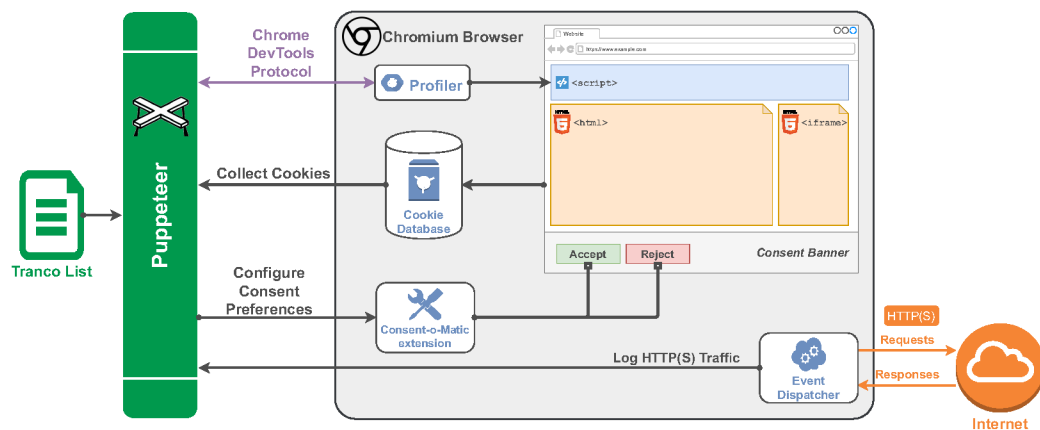 Chrome
DevTools
Protocol
Chromium Browser
Website
https://www.example.com
Profiler
<script>
<html>
<iframe>
Puppeteer
Collect Cookies
Cookie
Database
Tranco List
Accept
Reject
Consent Banner
Configure
Consent
Preferences
Consent-o-Matic
extension
HTTP(S)
Requests
Log HTTP(S) Traffic
Responses
Event
Dispatcher
Internet